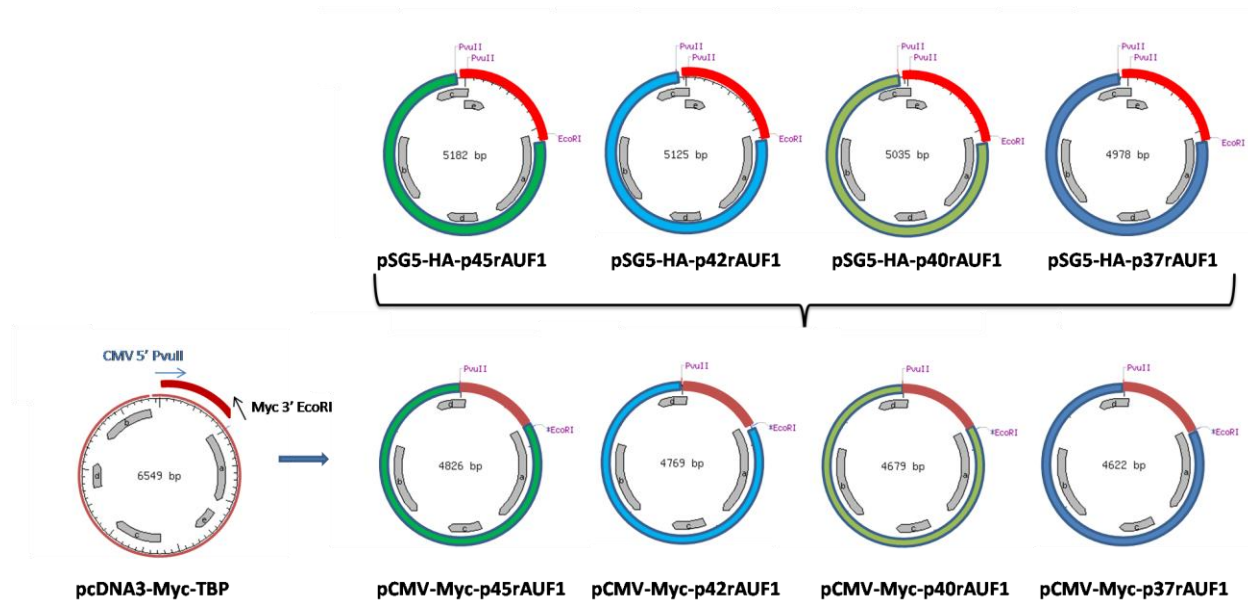 PvuII
PvuII
c
e
EcoRI
5182 bp
b
a
d
PvuII
PvuII
c
e
EcoRI
5125 bp
b
a
d
PvuII
PvuII
c
e
EcoRI
5035 bp
b
a
d
PvuII
PvuII
c
e
EcoRI
4978 bp
b
a
d
pSG5-HA-p45rAUF1
pSG5-HA-p42rAUF1
pSG5-HA-p40rAUF1
pSG5-HA-p37rAUF1
CMV 5' PvuII
Myc 3' EcoRI
b
a
d
6549 bp
e
c
PvuII
d
*EcoRI
4826 bp
b
a
c
PvuII
d
*EcoRI
4769 bp
b
a
c
PvuII
d
*EcoRI
4679 bp
b
a
c
PvuII
d
*EcoRI
4622 bp
b
a
c
pcDNA3-Myc-TBP
pCMV-Myc-p45rAUF1
pCMV-Myc-p42rAUF1
pCMV-Myc-p40rAUF1
pCMV-Myc-p37rAUF1